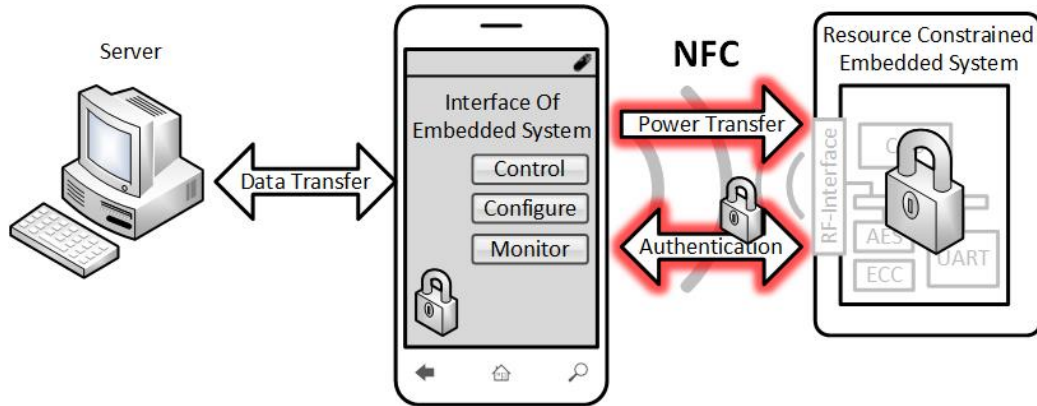 Server
Data Transfer
Interface Of
Embedded System
Control
Configure
Monitor
NFC
Power Transfer
Authentication
Resource Constrained
Embedded System
RF-Interface
AES
ECC
UART